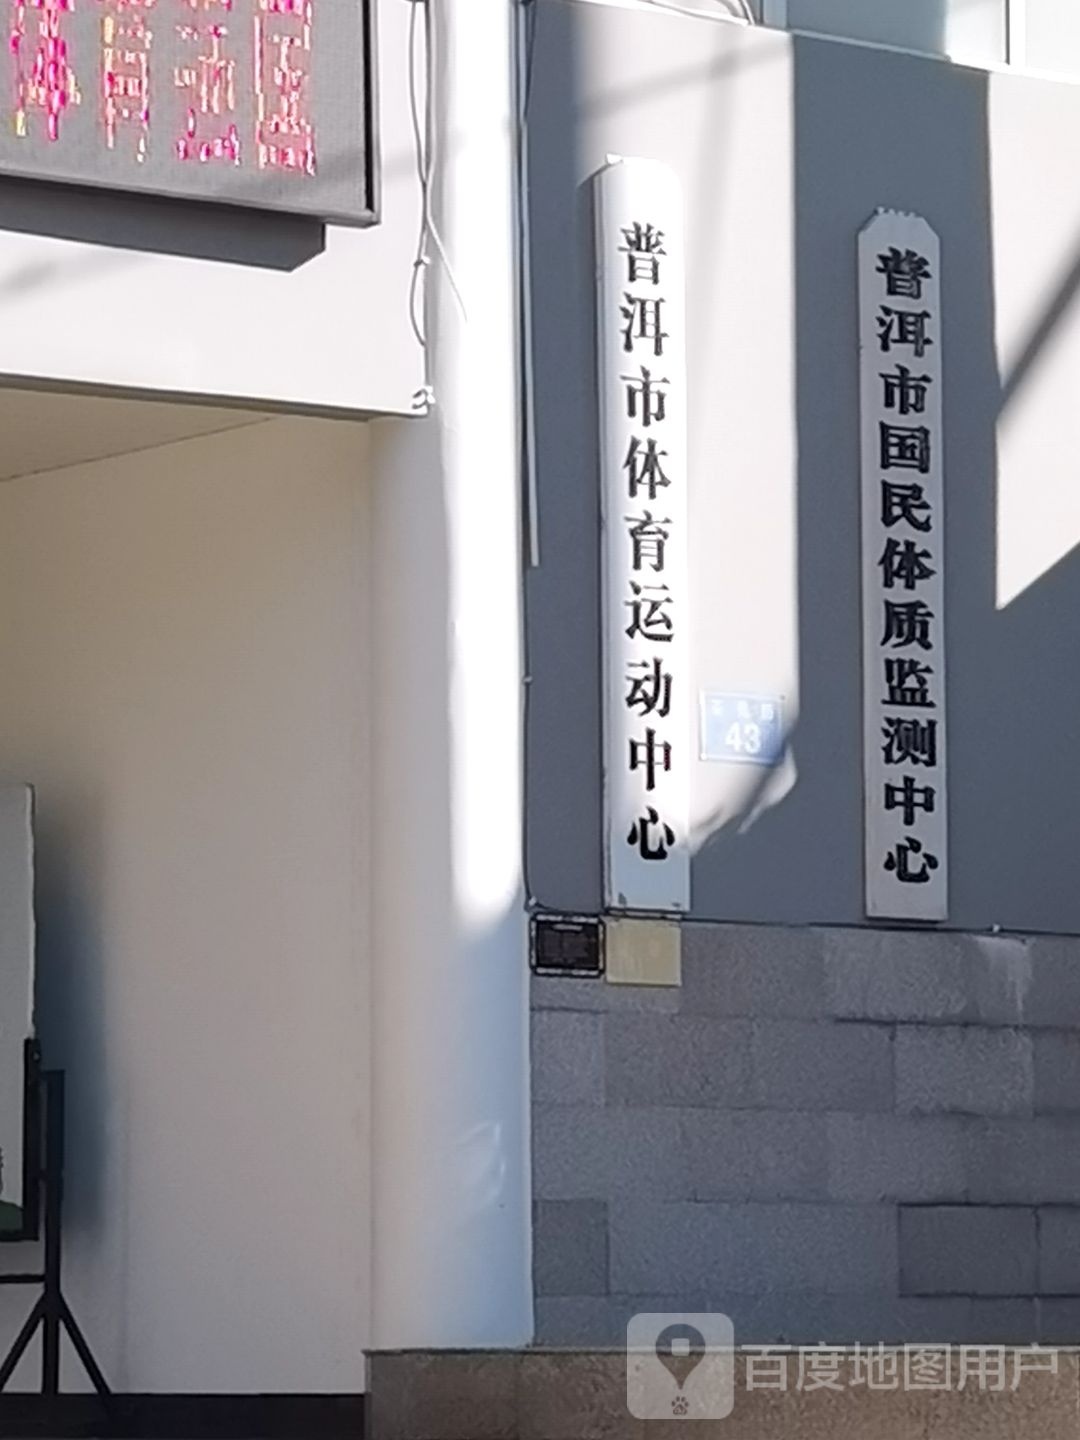 普洱市体育运动中心
普洱市国民体质监测中心
43
百度地图用户